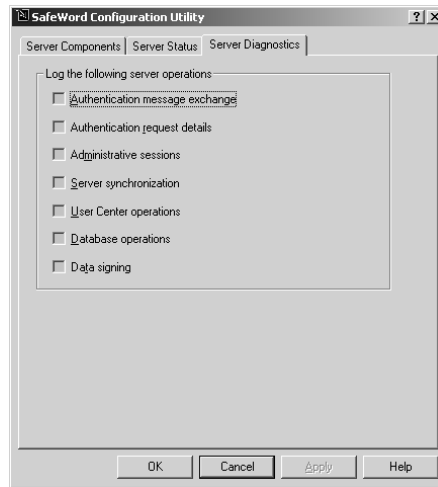 SafeWord Configuration Utility
Server Components Server Status Server Diagnostics
Log the following server operations
Authentication message exchange
Authentication request details
Administrative sessions
Server synchronization
User Center operations
Database operations
Data signing
OK Cancel Apply Help